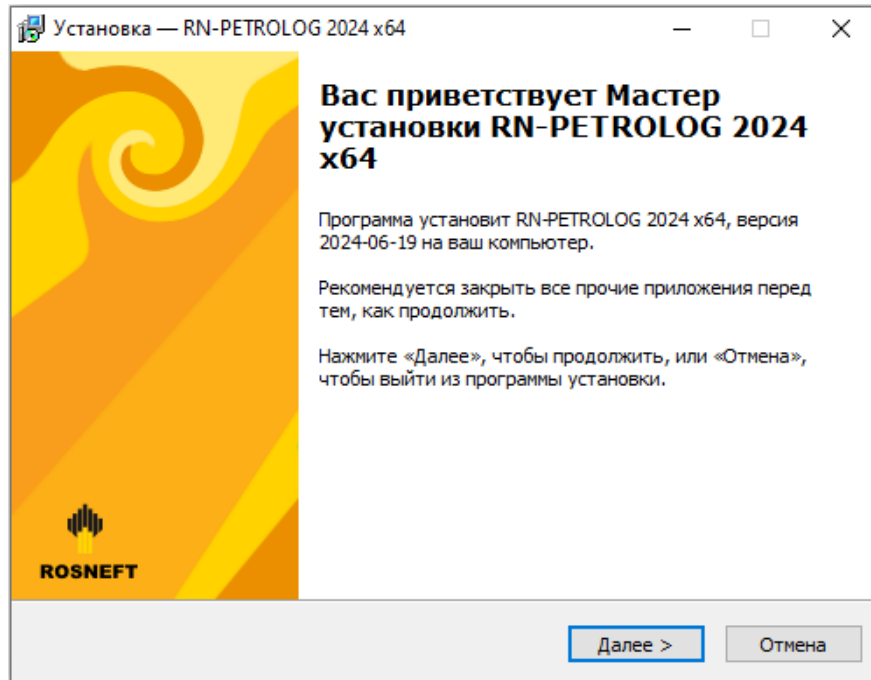 Установка — RN-PETROLOG 2024 x64
Вас приветствует Мастер
установки RN-PETROLOG 2024
x64
Программа установит RN-PETROLOG 2024 x64, версия
2024-06-19 на ваш компьютер.
Рекомендуется закрыть все прочие приложения перед
тем, как продолжить.
Нажмите «Далее», чтобы продолжить, или «Отмена»,
чтобы выйти из программы установки.
ROSNEFT
Далее >
Отмена